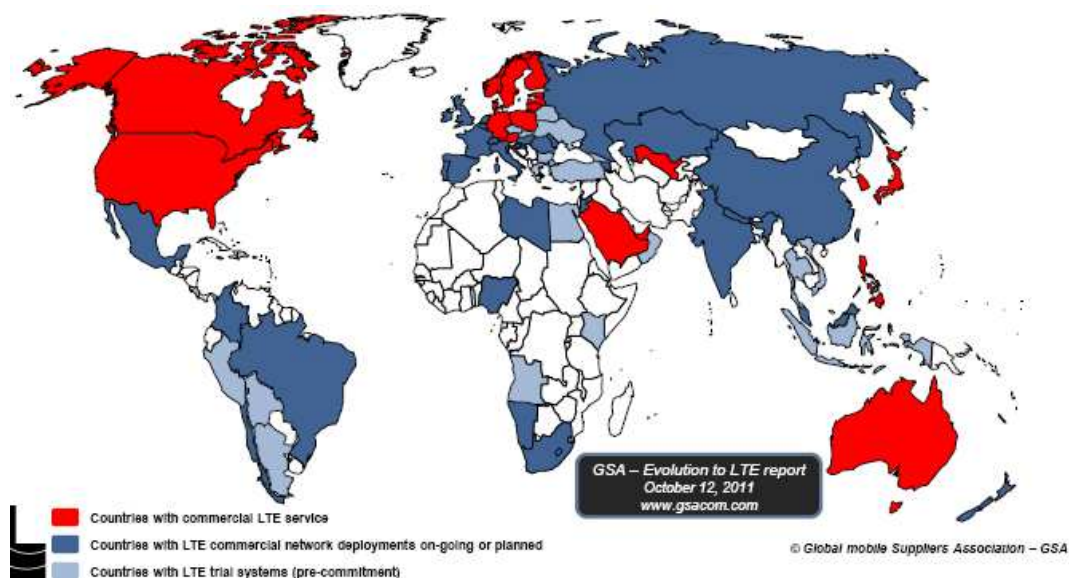 GSA – Evolution to LTE report
October 12, 2011
www.gsacom.com
Countries with commercial LTE service
Countries with LTE commercial network deployments on-going or planned
© Global mobile Suppliers Association – GSA
Countries with LTE trial systems (pre-commitment)